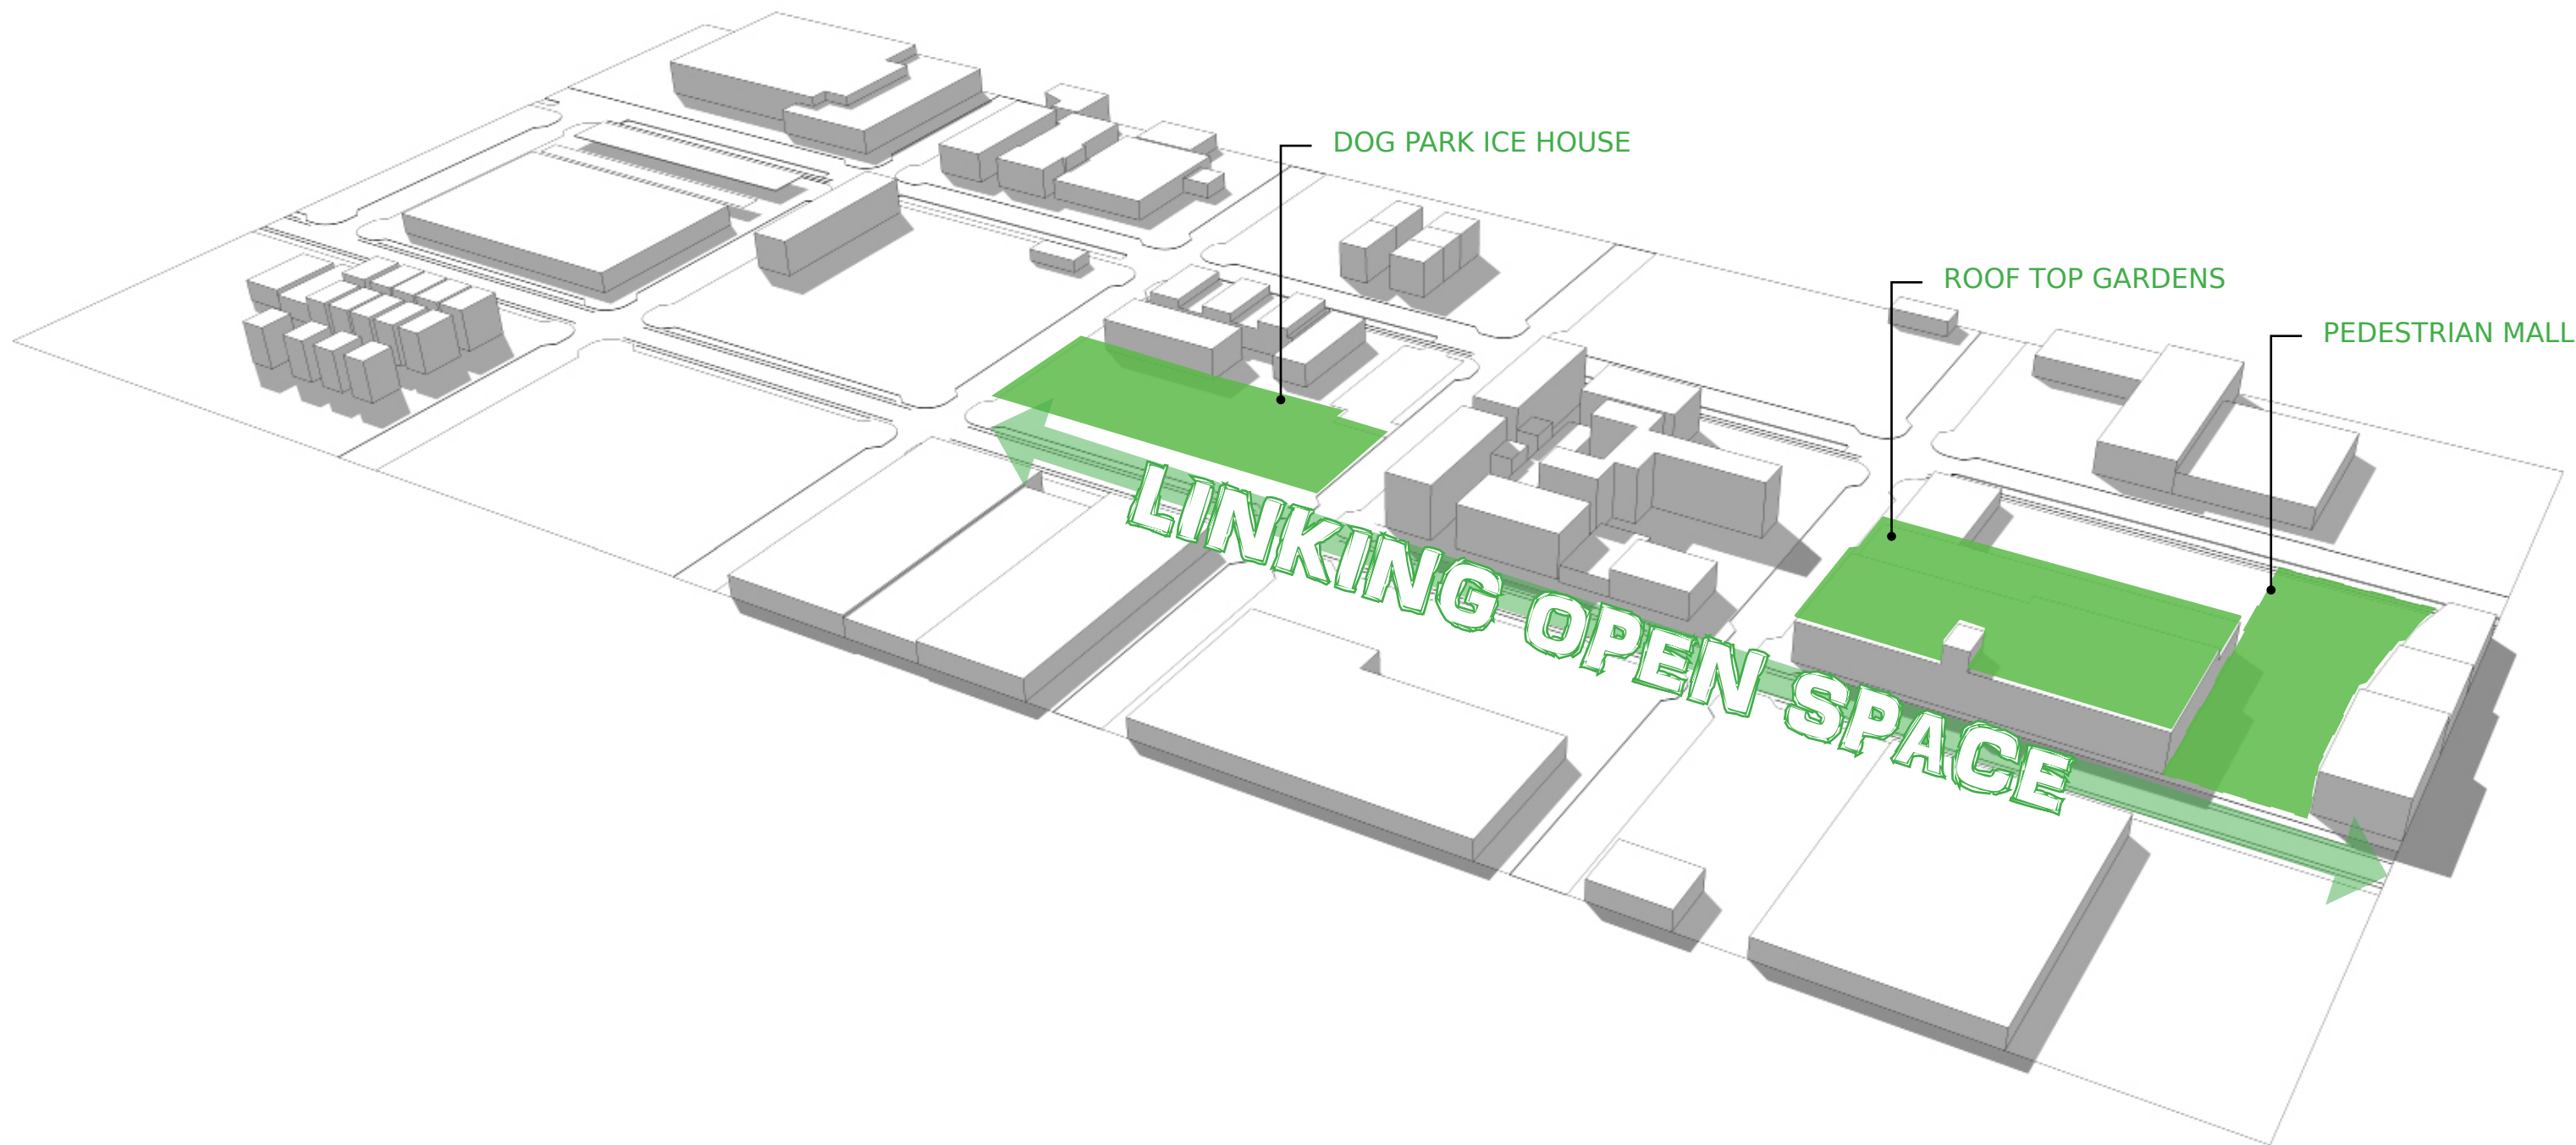 DOG PARK ICE HOUSE
ROOF TOP GARDENS
PEDESTRIAN MALL
LINKING OPEN SPACE